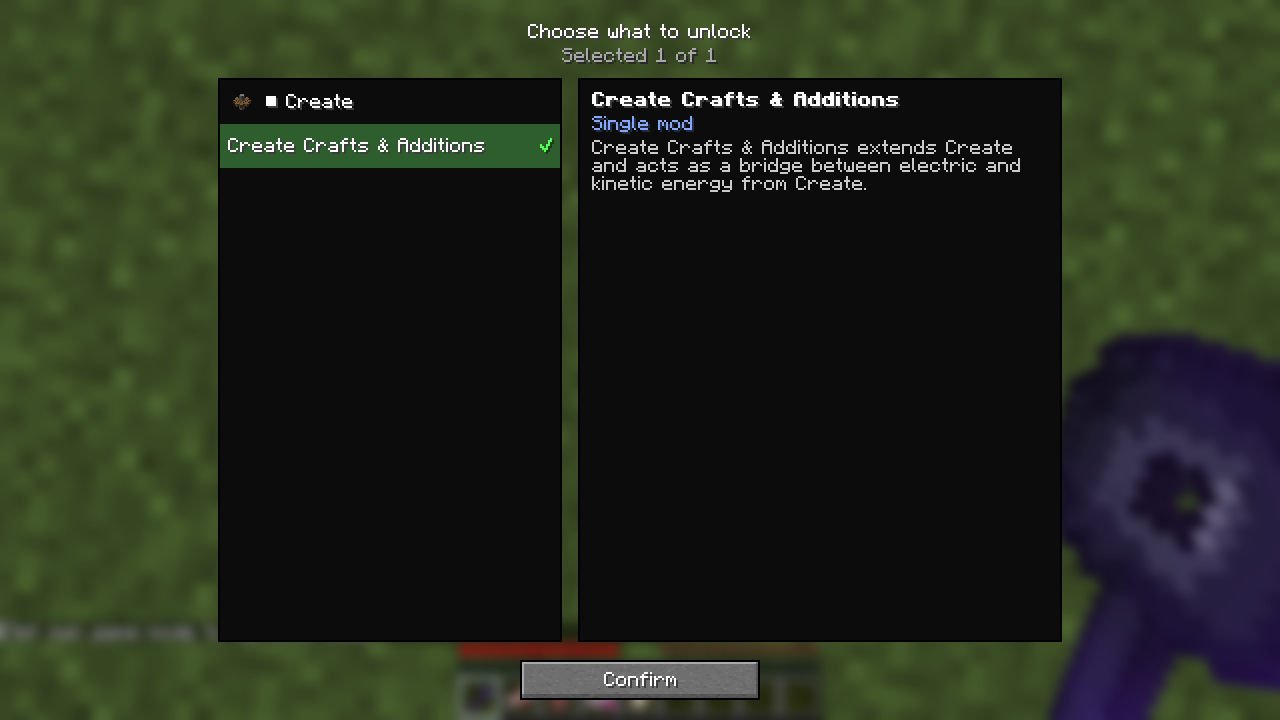 Choose what to unlock
Selected 1 of 1
■ Create
Create Crafts & Additions ✓
Create Crafts & Additions
Single mod
Create Crafts & Additions extends Create
and acts as a bridge between electric and
kinetic energy from Create.
Confirm